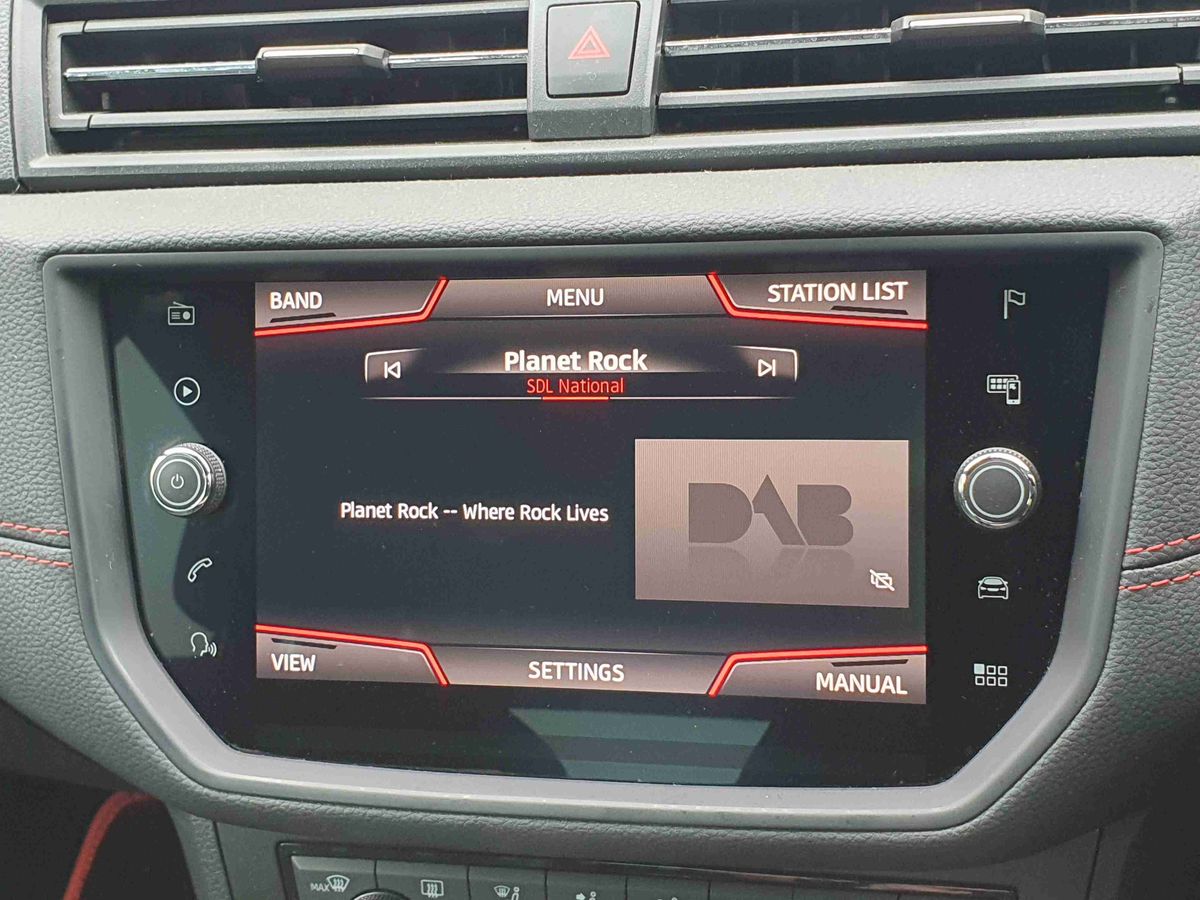 BAND
MENU
STATION LIST
Planet Rock
SDL National
Planet Rock -- Where Rock Lives
DAB
VIEW
SETTINGS
MANUAL
MAX